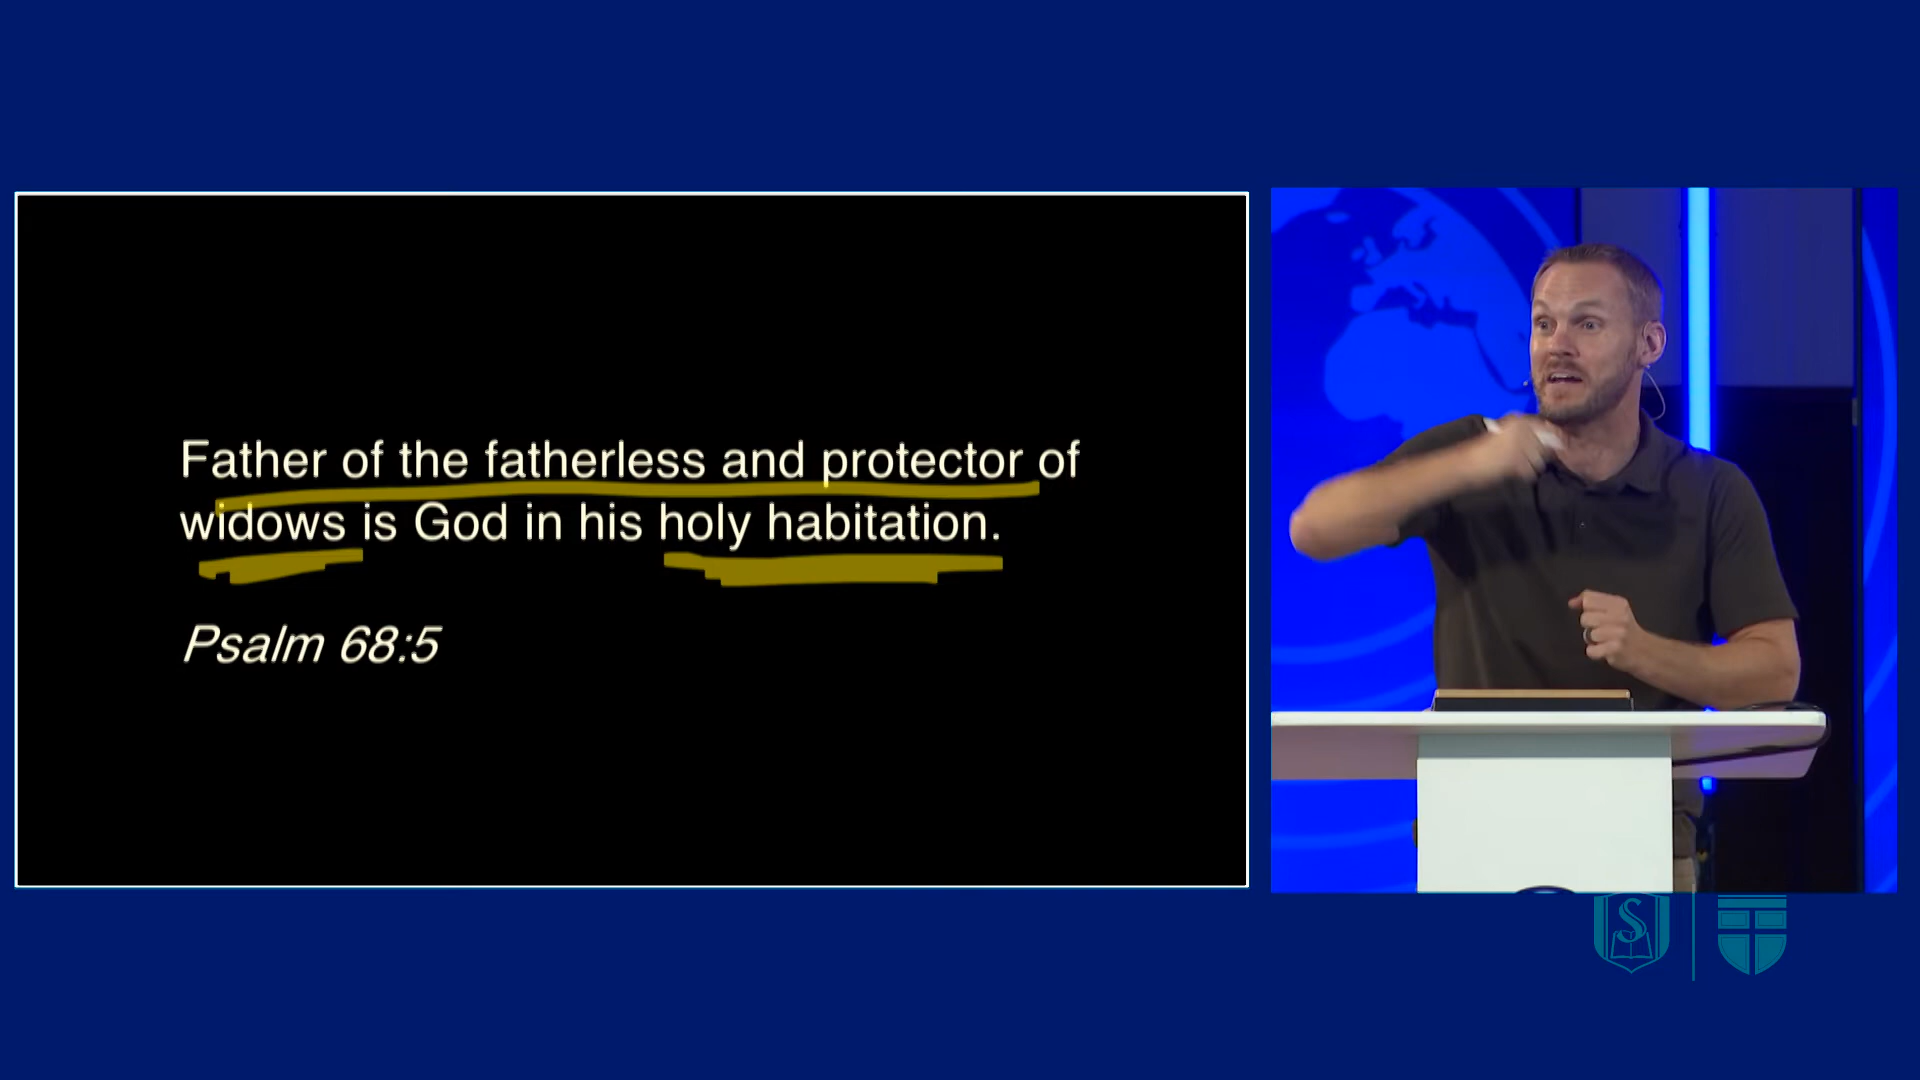 Father of the fatherless and protector of
widows is God in his holy habitation.
Psalm 68:5
S